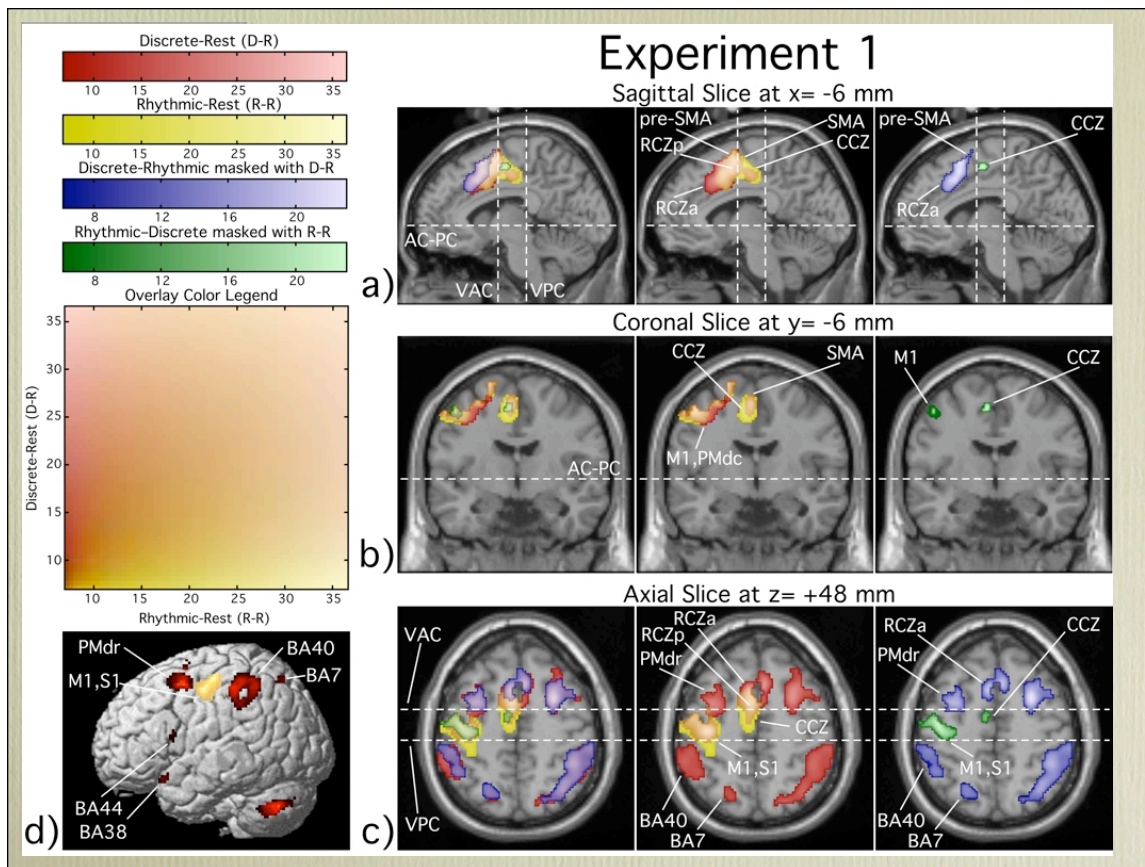 Experiment 1
Discrete-Rest (D-R)
10 15 20 25 30 35
Rhythmic-Rest (R-R)
10 15 20 25 30 35
Discrete-Rhythmic masked with D-R
8 12 16 20
Rhythmic–Discrete masked with R-R
8 12 16 20
Overlay Color Legend
35
30
25
20
15
10
Discrete-Rest (D-R)
10 15 20 25 30 35
Rhythmic-Rest (R-R)
PMdr
M1,S1
BA40
BA7
BA44
BA38
d)
Sagittal Slice at x= -6 mm
AC-PC
VAC
VPC
pre-SMA
RCZp
SMA
CCZ
RCZa
pre-SMA
CCZ
RCZa
a)
Coronal Slice at y= -6 mm
CCZ
SMA
M1,PMdc
AC-PC
M1
CCZ
b)
Axial Slice at z= +48 mm
VAC
VPC
RCZa
RCZp
PMdr
CCZ
M1,S1
BA40
BA7
RCZa
PMdr
CCZ
M1,S1
BA40
BA7
c)